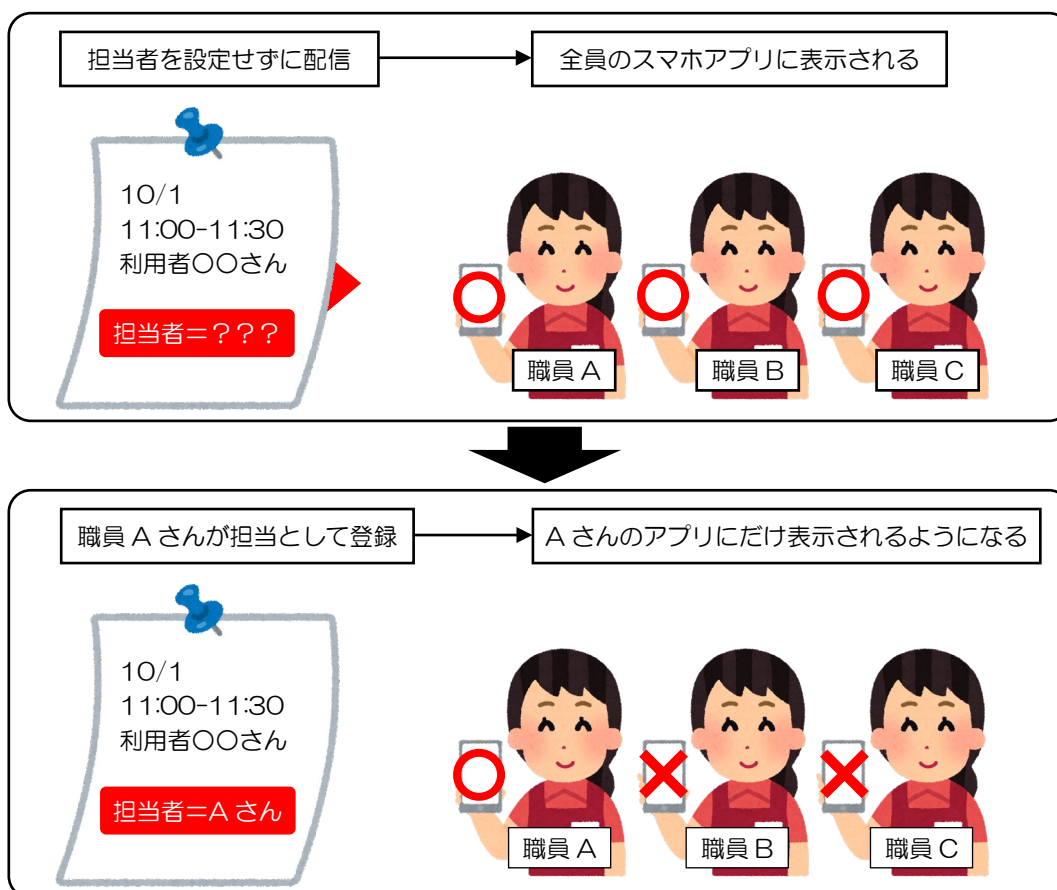 担当者を設定せずに配信
全員のスマホアプリに表示される
10/1
11:00-11:30
利用者〇〇さん
担当者=???
職員 A
職員 B
職員 C
職員 A さんが担当として登録
A さんのアプリにだけ表示されるようになる
10/1
11:00-11:30
利用者〇〇さん
担当者=A さん
職員 A
職員 B
職員 C